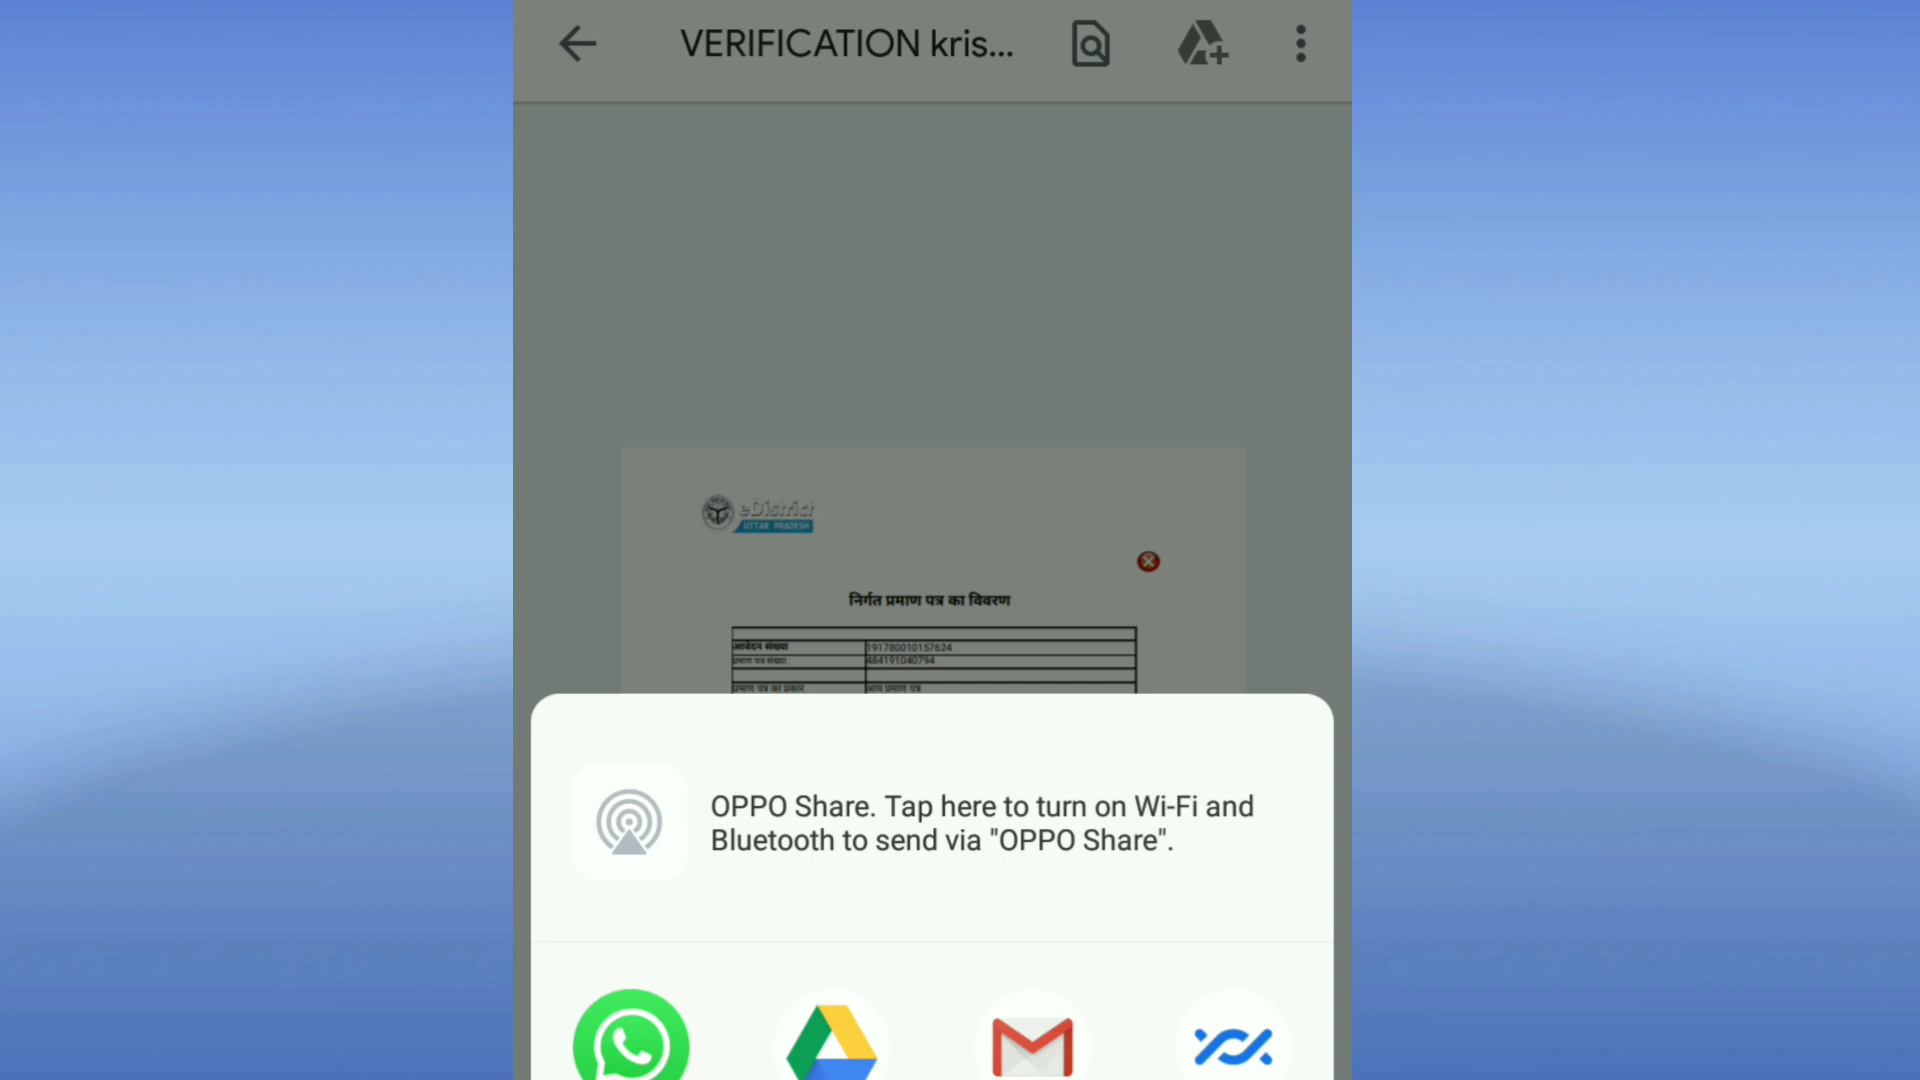 VERIFICATION kris...
eDistrict
UTTAR PRADESH
निर्गत प्रमाण पत्र का विवरण
आवेदन संख्या 191780010157624
प्रमाण पत्र संख्या : 484191040794
प्रमाण पत्र का प्रकार आय प्रमाण पत्र
OPPO Share. Tap here to turn on Wi-Fi and
Bluetooth to send via "OPPO Share".